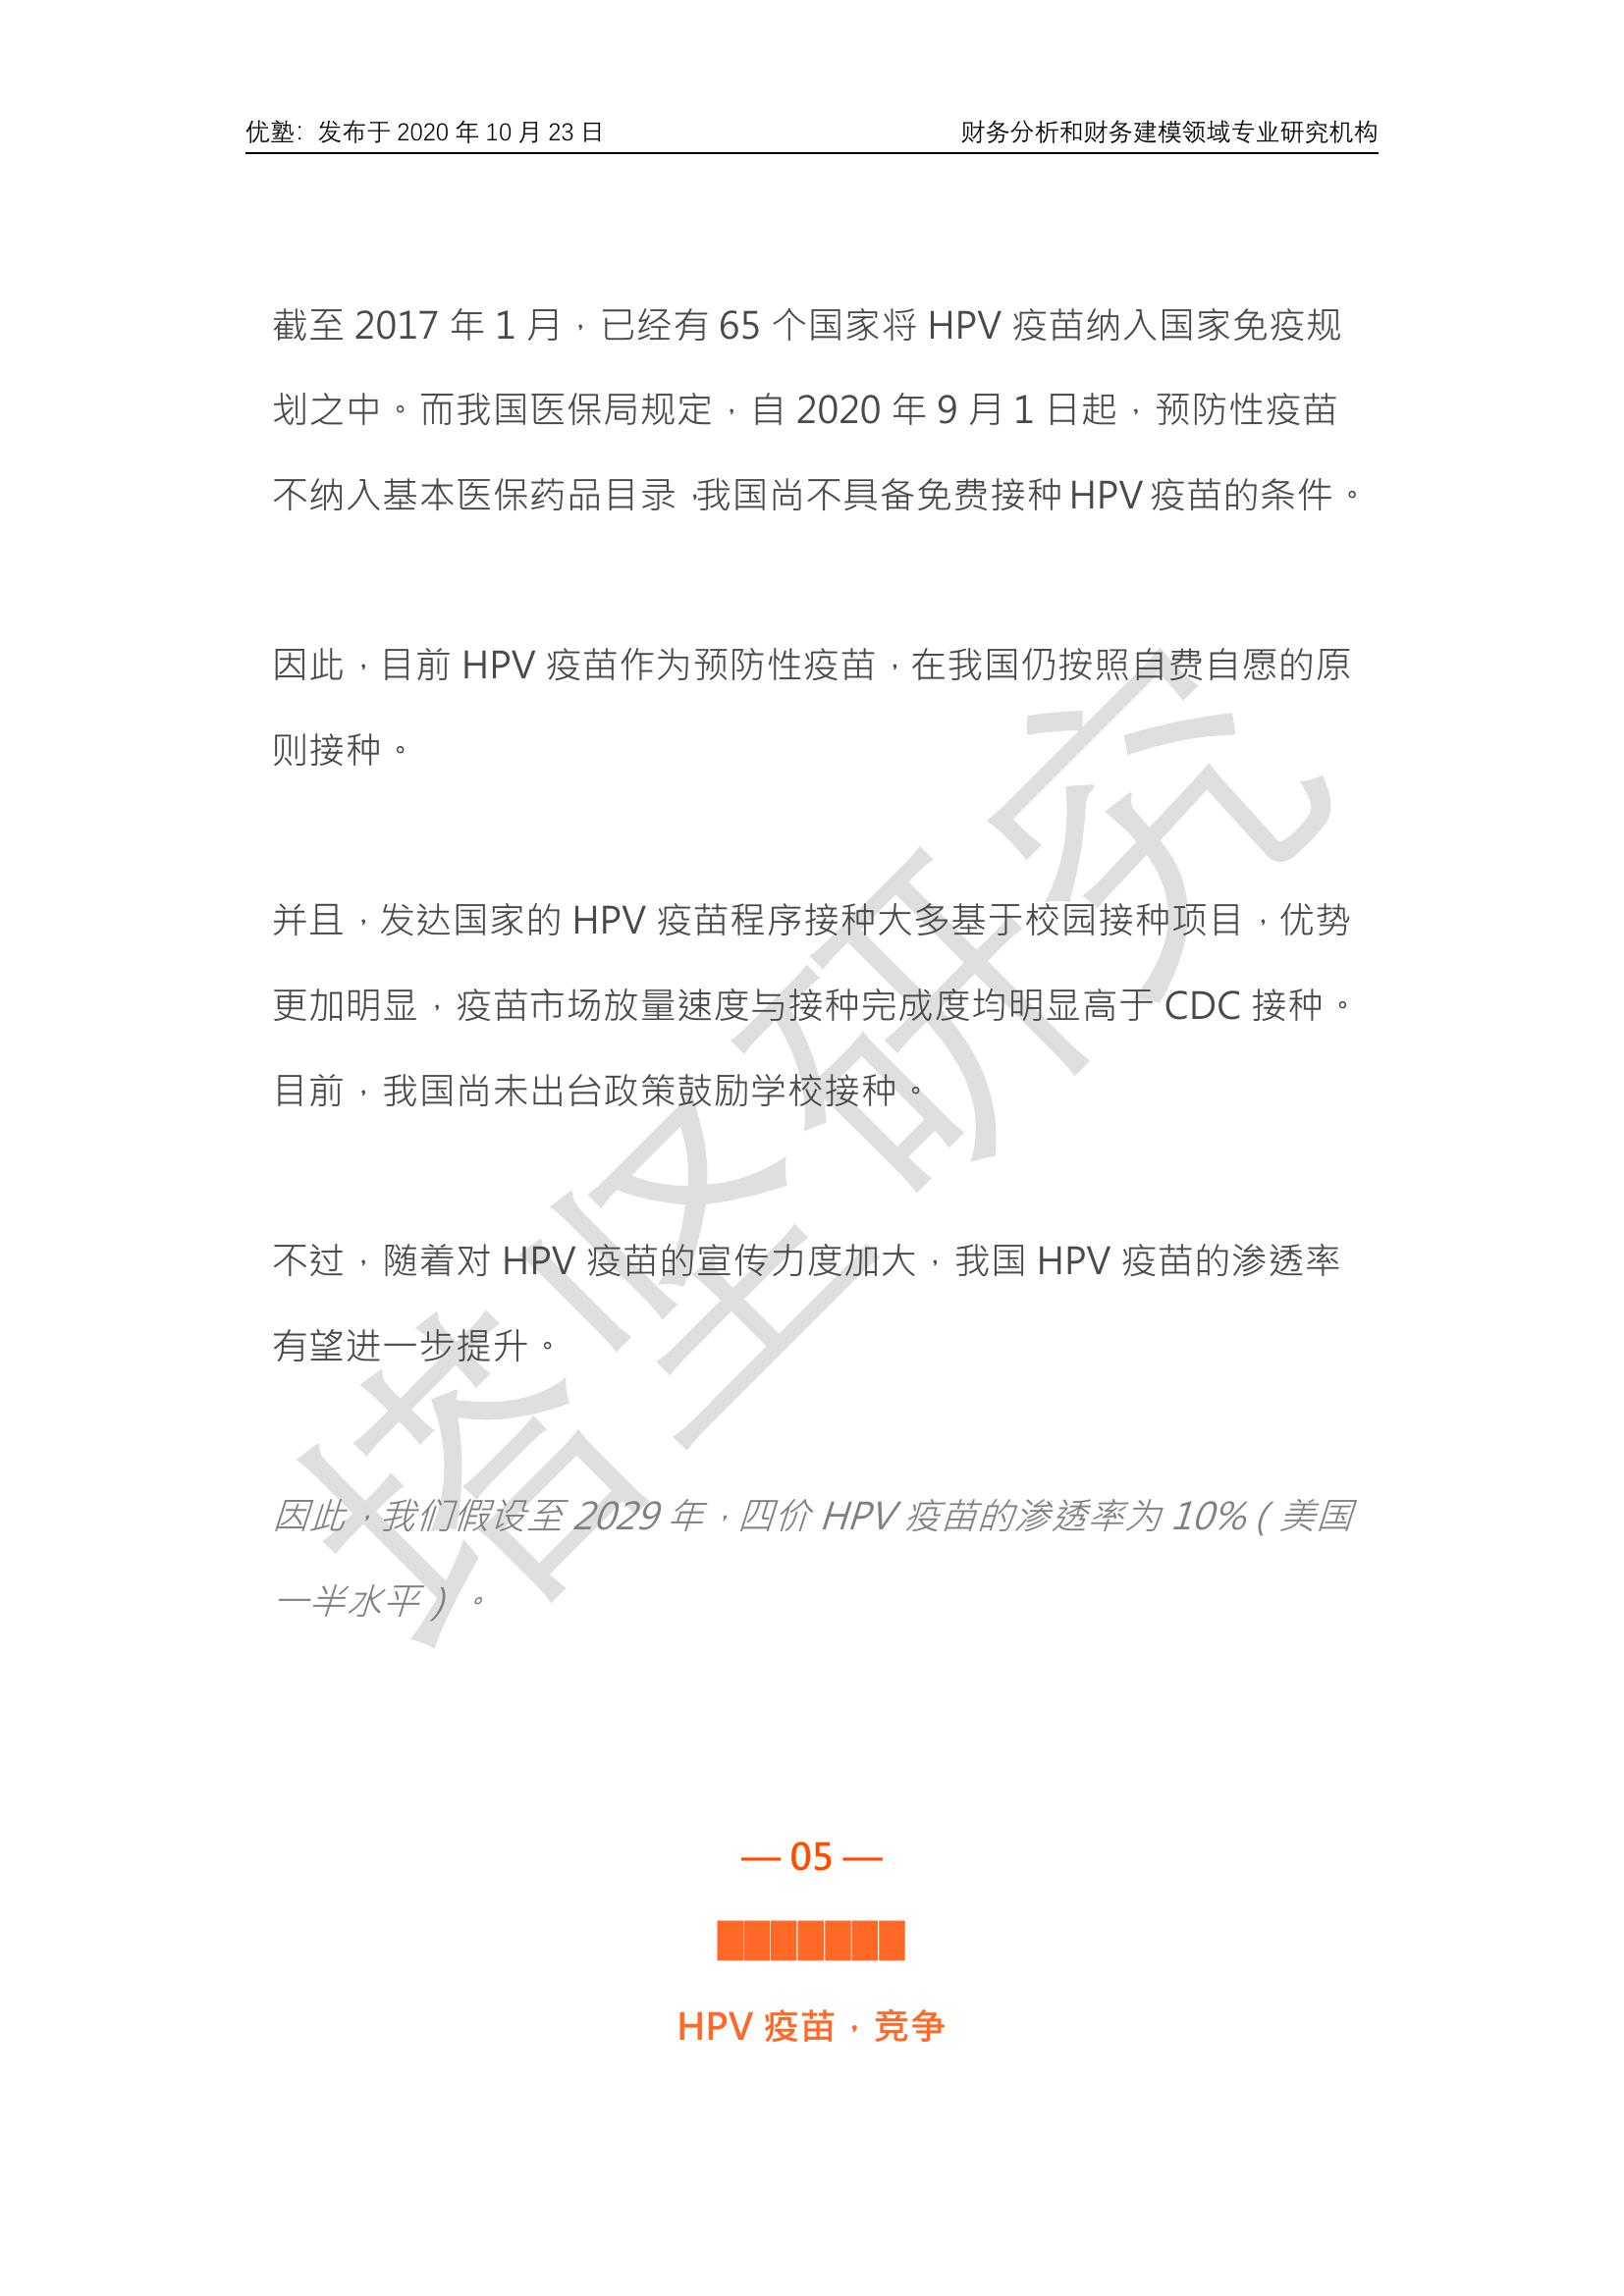 优塾：发布于 2020 年 10 月 23 日 财务分析和财务建模领域专业研究机构
截至 2017 年 1 月，已经有 65 个国家将 HPV 疫苗纳入国家免疫规
划之中。而我国医保局规定，自 2020 年 9 月 1 日起，预防性疫苗
不纳入基本医保药品目录，我国尚不具备免费接种 HPV 疫苗的条件。
因此，目前 HPV 疫苗作为预防性疫苗，在我国仍按照自费自愿的原
则接种。
并且，发达国家的 HPV 疫苗程序接种大多基于校园接种项目，优势
更加明显，疫苗市场放量速度与接种完成度均明显高于 CDC 接种。
目前，我国尚未出台政策鼓励学校接种。
不过，随着对 HPV 疫苗的宣传力度加大，我国 HPV 疫苗的渗透率
有望进一步提升。
因此，我们假设至 2029 年，四价 HPV 疫苗的渗透率为 10%（美国
一半水平）。
塔坚研究
— 05 —
███████
HPV 疫苗，竞争